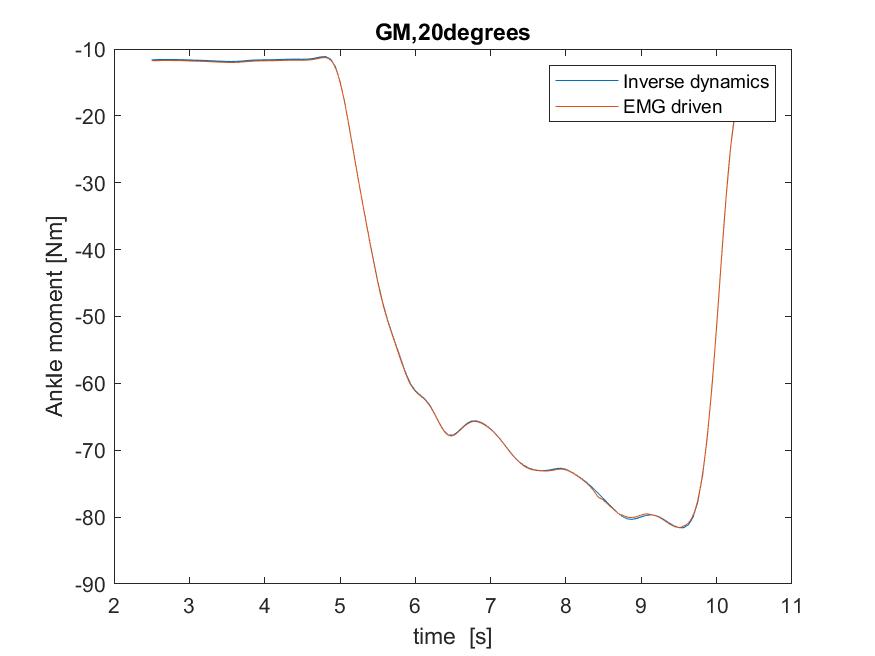 GM,20degrees
Inverse dynamics
EMG driven
Ankle moment [Nm]
-10
-20
-30
-40
-50
-60
-70
-80
-90
2 3 4 5 6 7 8 9 10 11
time [s]